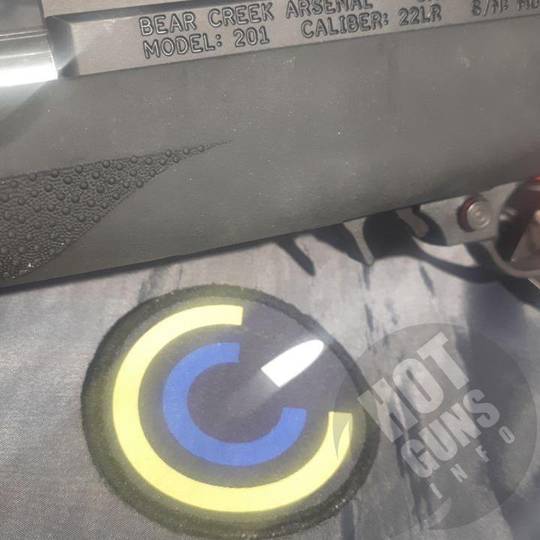 BEAR CREEK ARSENAL
MODEL: 201 CALIBER: 22LR
HOT
GUNS
INFO